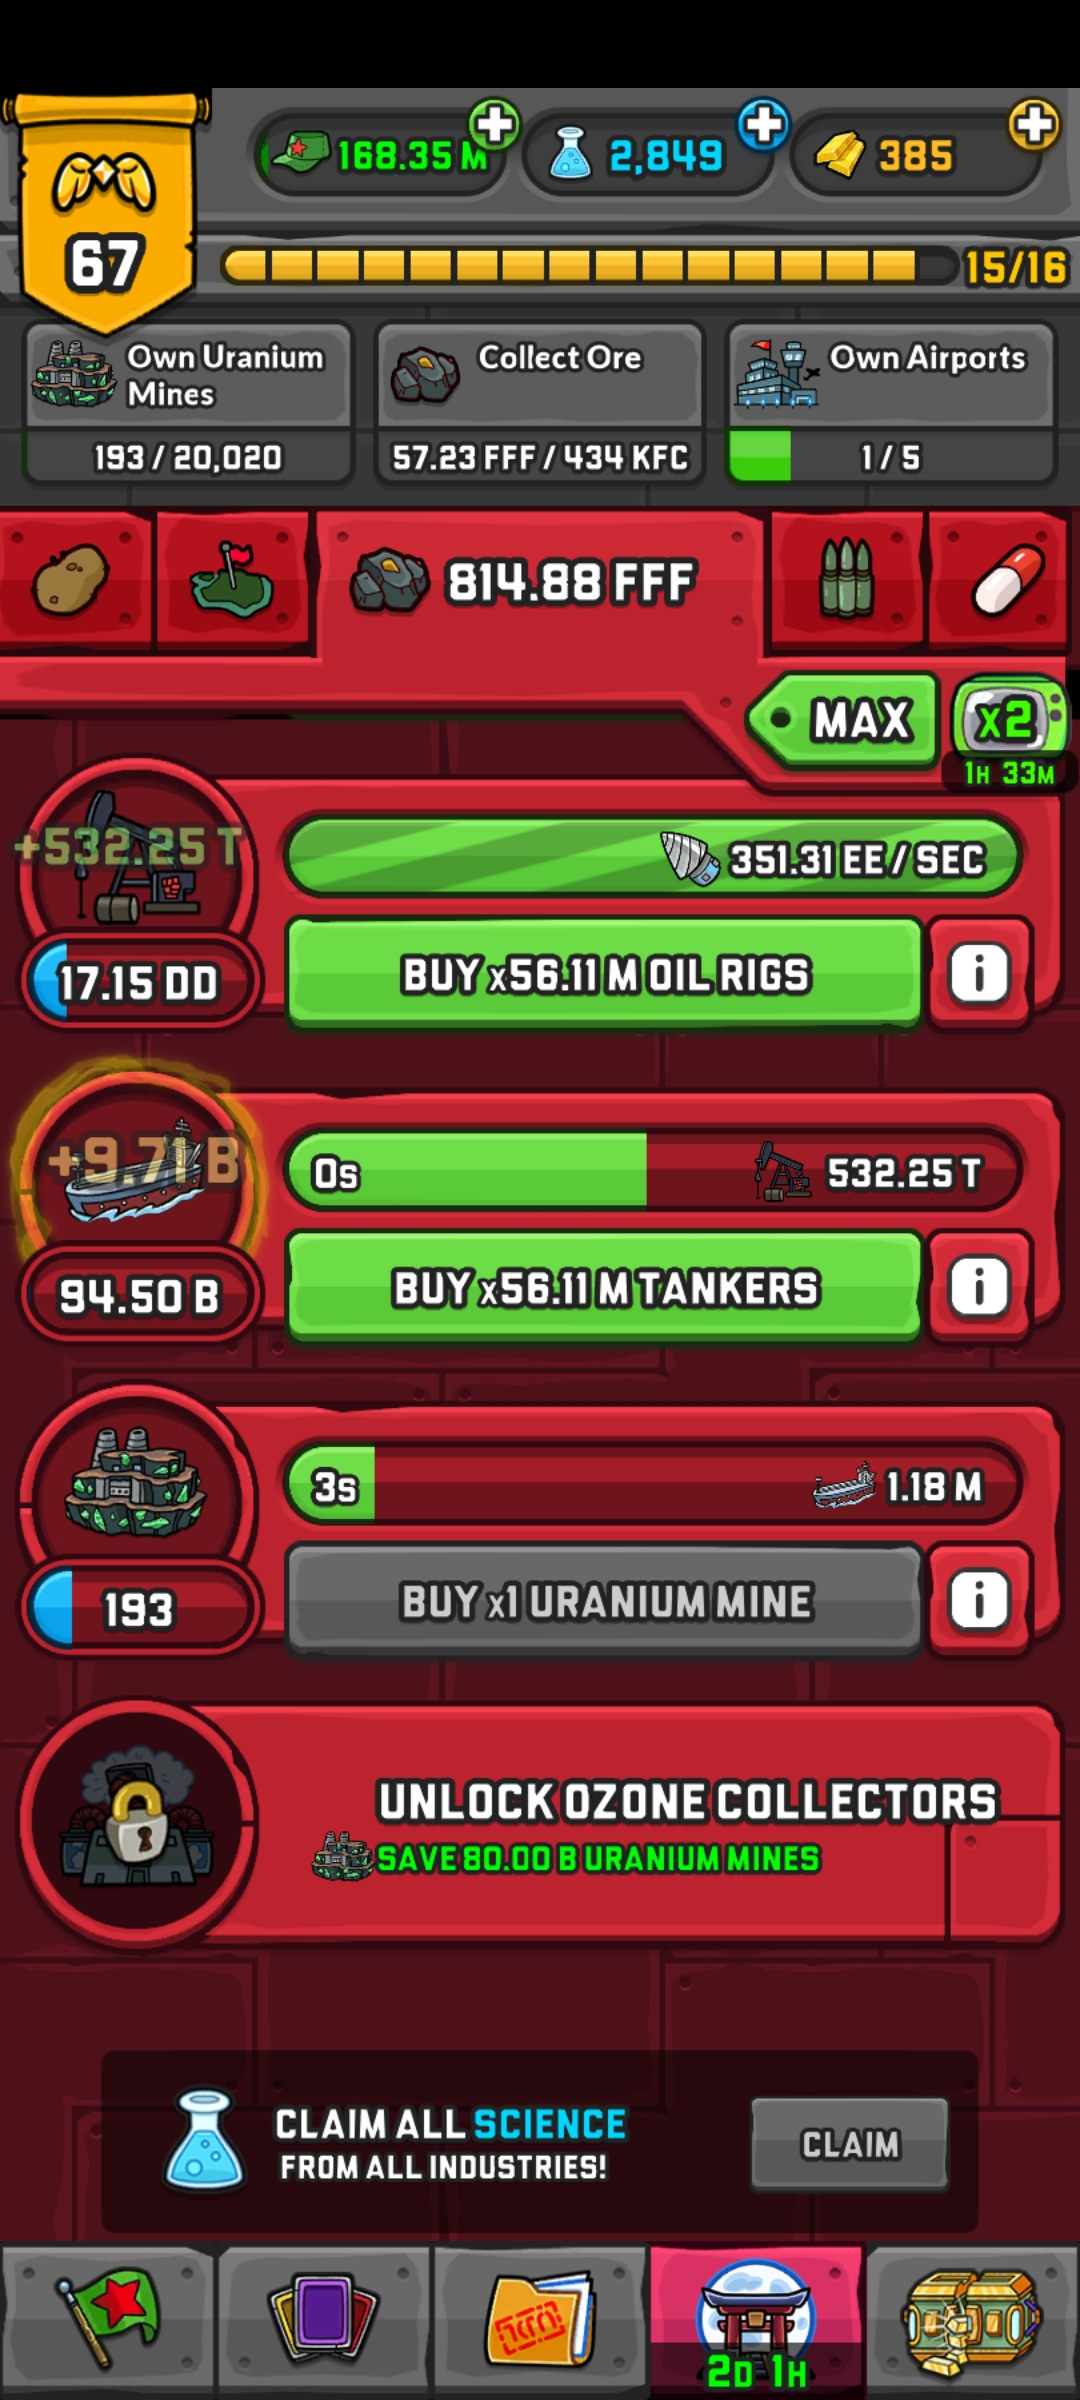 67
168.35 M
2,849
385
15/16
Own Uranium
Mines
193 / 20,020
Collect Ore
57.23 FFF / 434 KFC
Own Airports
1 / 5
814.88 FFF
MAX
x2
1H 33M
+532.25 T
351.31 EE / SEC
17.15 DD
BUY x56.11 M OIL RIGS
i
+9.71 B
0s
532.25 T
94.50 B
BUY x56.11 M TANKERS
i
3s
1.18 M
193
BUY x1 URANIUM MINE
i
UNLOCK OZONE COLLECTORS
SAVE 80.00 B URANIUM MINES
CLAIM ALL SCIENCE
FROM ALL INDUSTRIES!
CLAIM
2D 1H